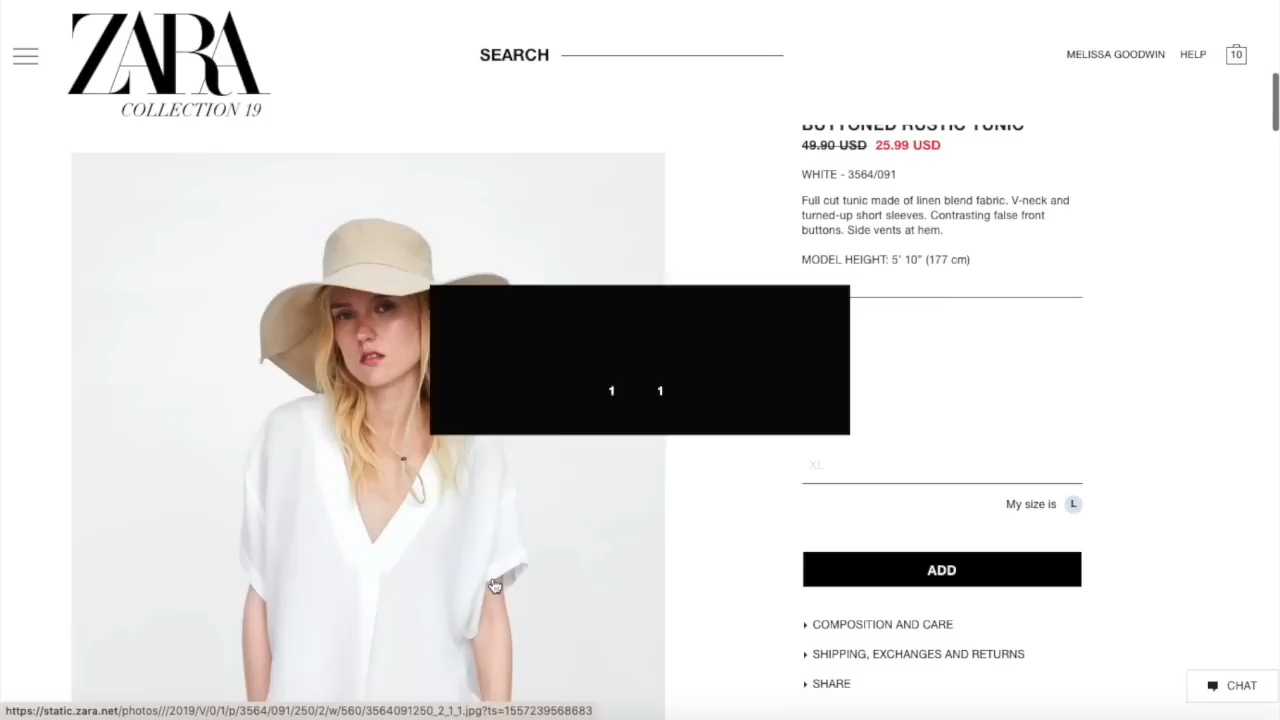 ZARA
COLLECTION 19
SEARCH
MELISSA GOODWIN
HELP
10
BUTTONED RUSTIC TUNIC
49.90 USD 25.99 USD
WHITE - 3564/091
Full cut tunic made of linen blend fabric. V-neck and
turned-up short sleeves. Contrasting false front
buttons. Side vents at hem.
MODEL HEIGHT: 5' 10" (177 cm)
1 1
XL
My size is L
ADD
COMPOSITION AND CARE
SHIPPING, EXCHANGES AND RETURNS
SHARE
CHAT
https://static.zara.net/photos///2019/V/0/1/p/3564/091/250/2/w/560/3564091250_2_1_1.jpg?ts=1557239568683